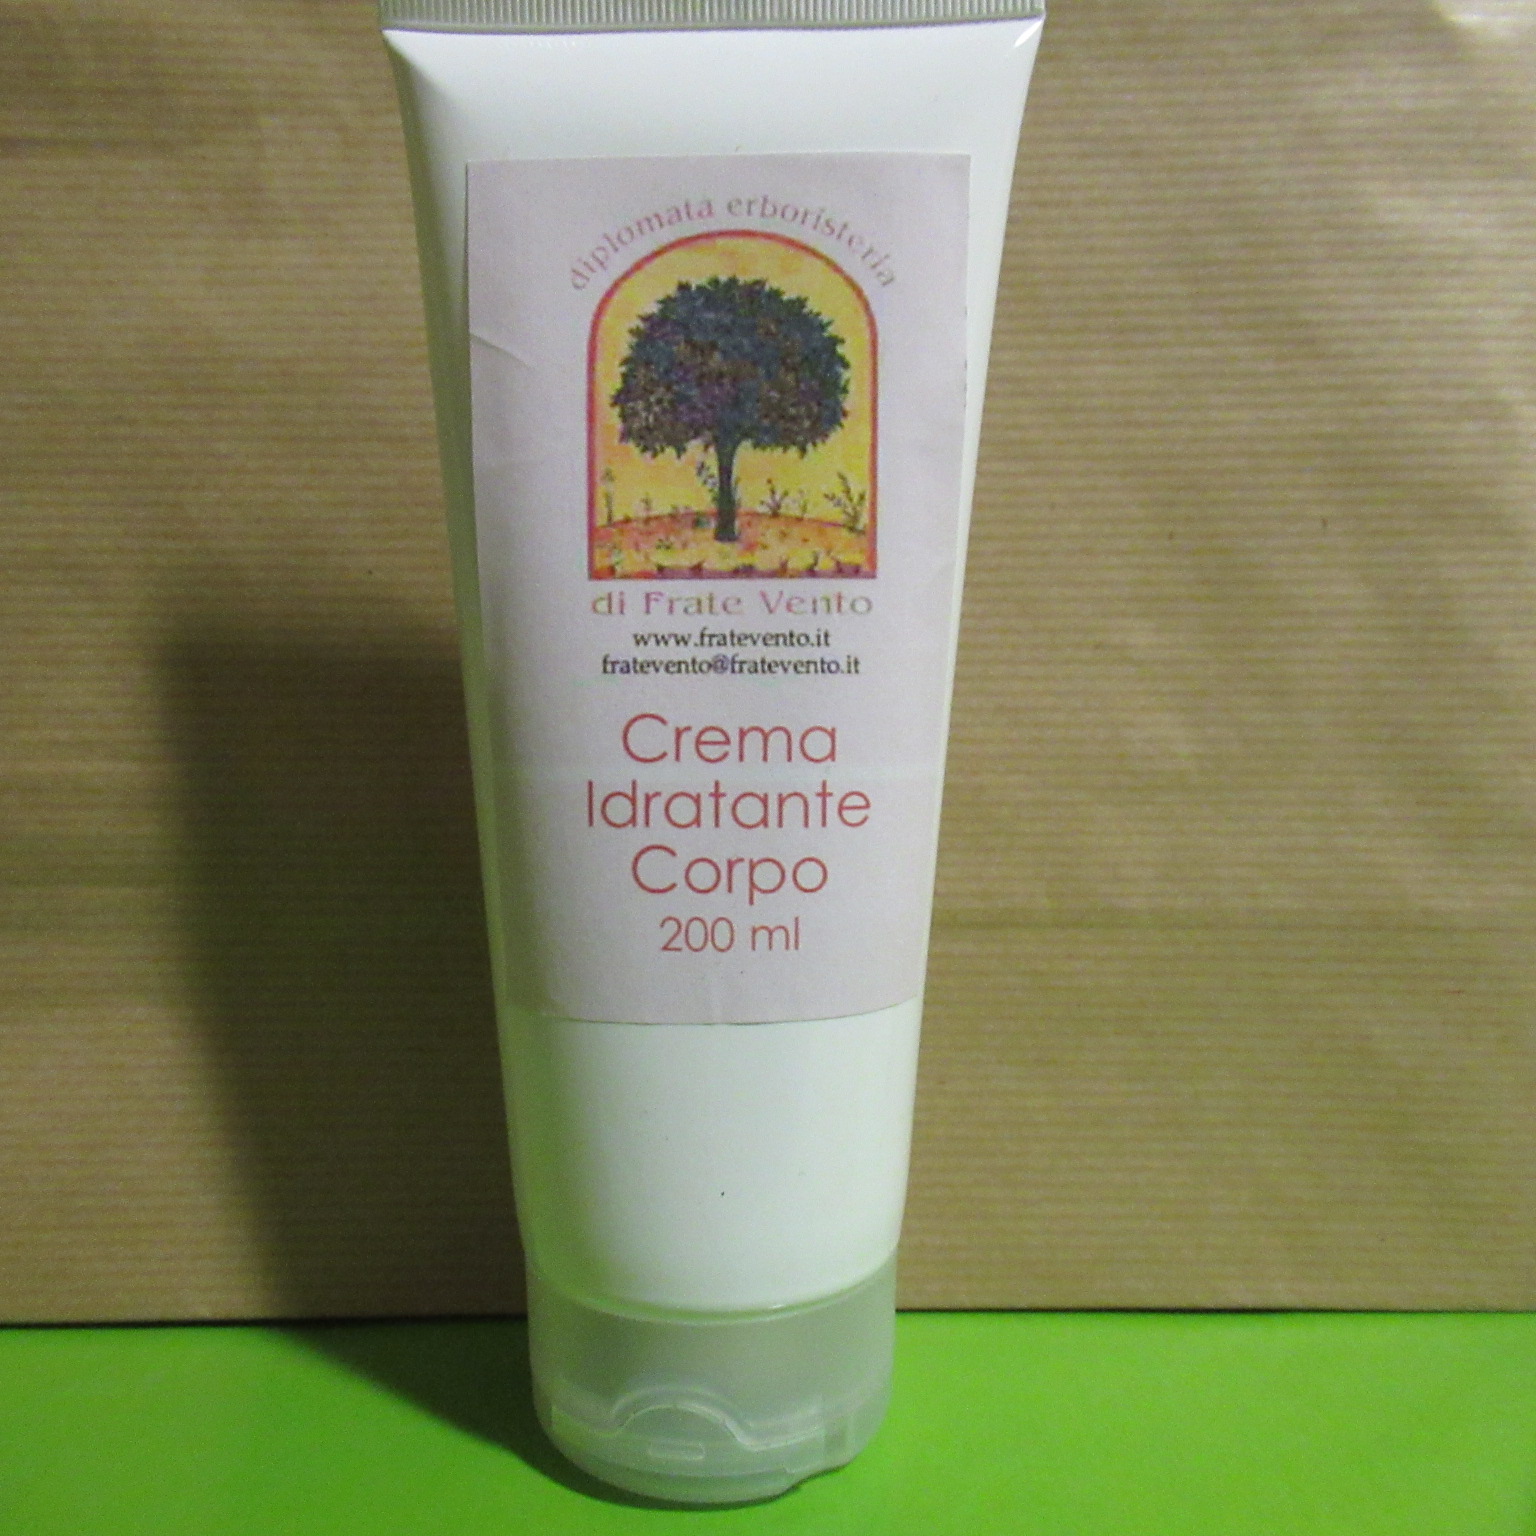 diplomata erboristeria
di Frate Vento
www.fratevento.it
fratevento@fratevento.it
Crema
Idratante
Corpo
200 ml